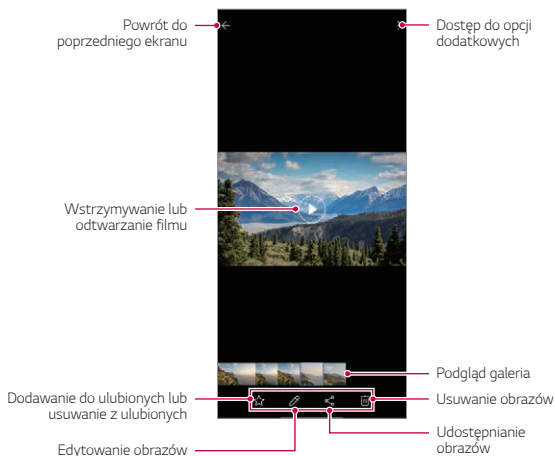 Powrót do
poprzedniego ekranu
Dostęp do opcji
dodatkowych
Wstrzymywanie lub
odtwarzanie filmu
Podgląd galeria
Dodawanie do ulubionych lub
usuwanie z ulubionych
Usuwanie obrazów
Edytowanie obrazów
Udostępnianie
obrazów